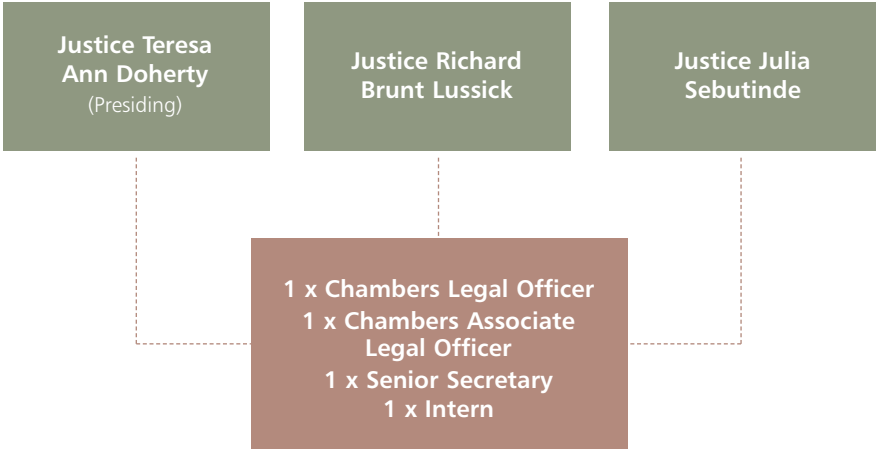 Justice Teresa
Ann Doherty
(Presiding)
Justice Richard
Brunt Lussick
Justice Julia
Sebutinde
1 x Chambers Legal Officer
1 x Chambers Associate
Legal Officer
1 x Senior Secretary
1 x Intern